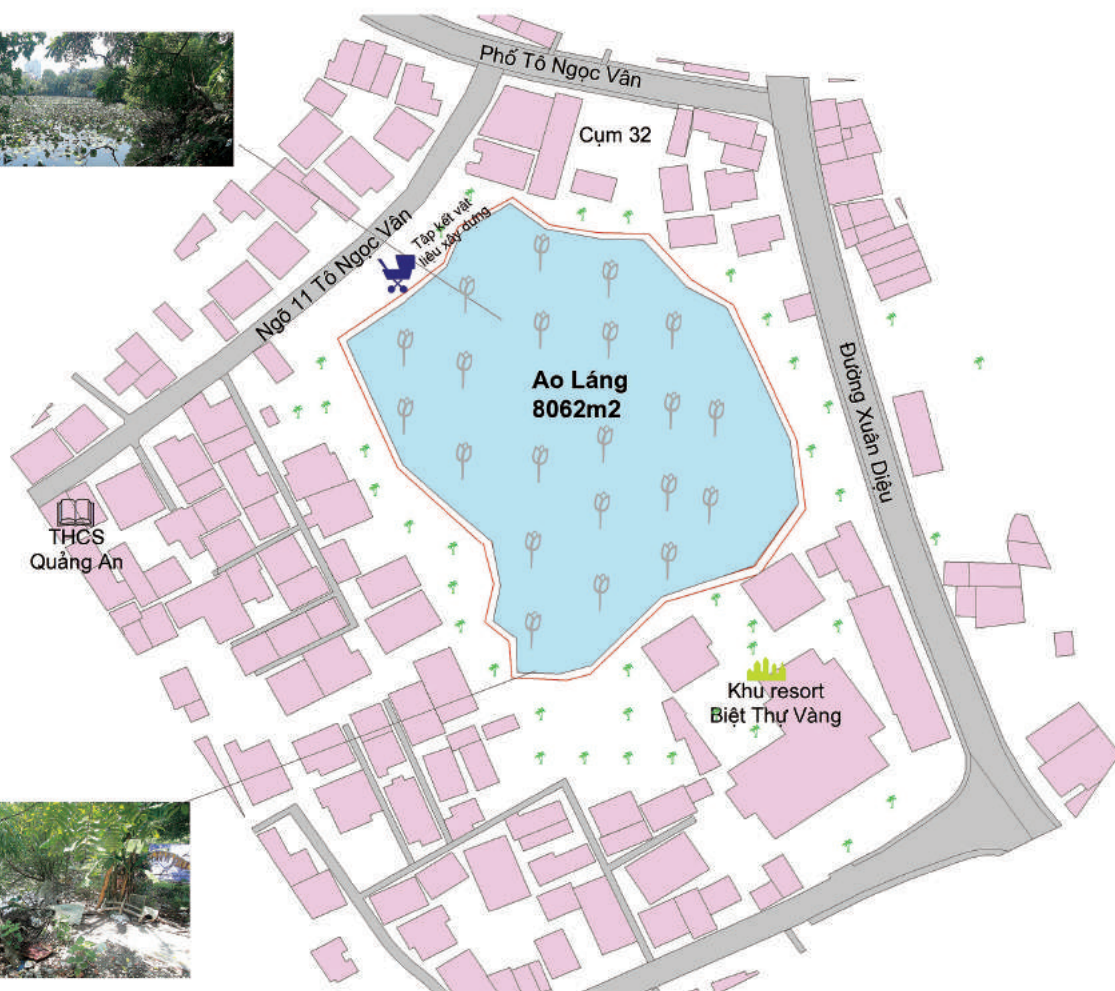 Phố Tô Ngọc Vân
Cụm 32
Tập kết vật
liệu xây dựng
Ngõ 11 Tô Ngọc Vân
Ao Láng
8062m2
Đường Xuân Diệu
THCS
Quảng An
Khu resort
Biệt Thự Vàng